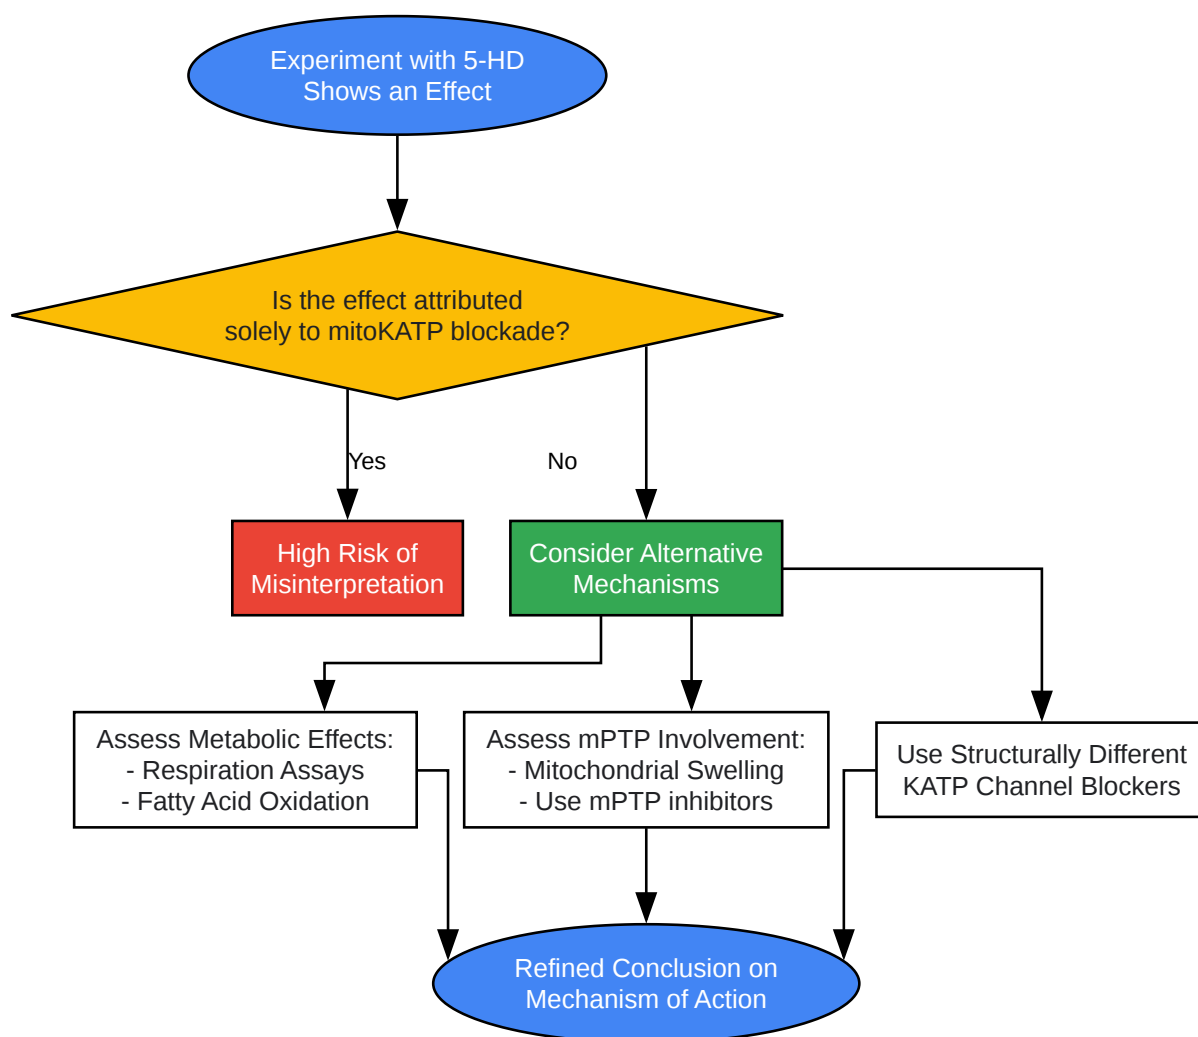 Experiment with 5-HD
Shows an Effect
Is the effect attributed
solely to mitoKATP blockade?
Yes
No
High Risk of
Misinterpretation
Consider Alternative
Mechanisms
Assess Metabolic Effects:
- Respiration Assays
- Fatty Acid Oxidation
Assess mPTP Involvement:
- Mitochondrial Swelling
- Use mPTP inhibitors
Use Structurally Different
KATP Channel Blockers
Refined Conclusion on
Mechanism of Action